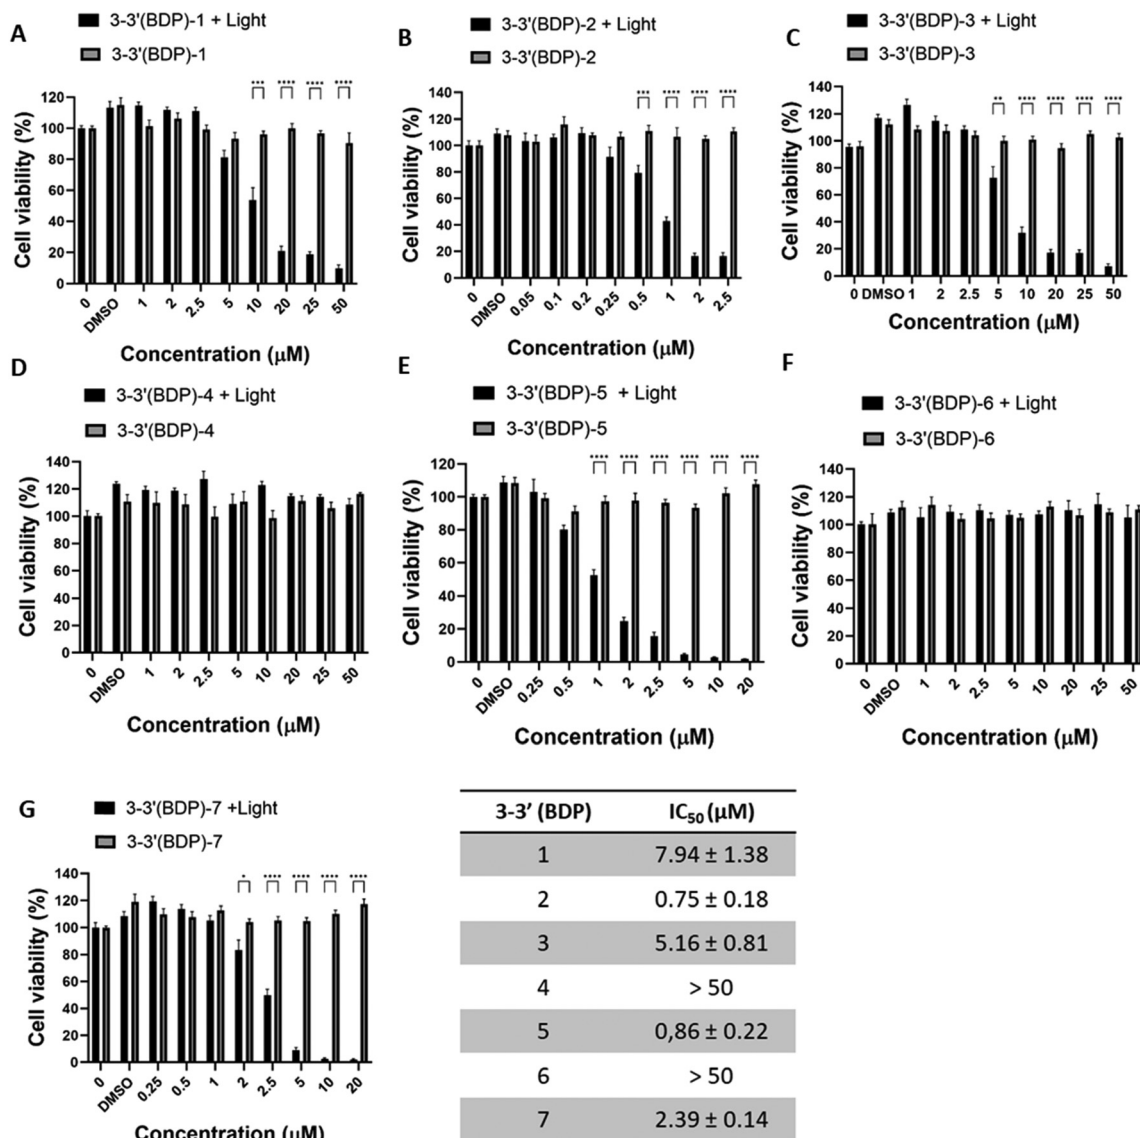 A
3-3'(BDP)-1 + Light
3-3'(BDP)-1
*** **** **** ****
Cell viability (%)
120
100
80
60
40
20
0
0 DMSO 1 2 2.5 5 10 20 25 50
Concentration (μM)
B
3-3'(BDP)-2 + Light
3-3'(BDP)-2
*** **** **** ****
Cell viability (%)
140
120
100
80
60
40
20
0
0 DMSO 0.05 0.1 0.2 0.25 0.5 1 2 2.5
Concentration (μM)
C
3-3'(BDP)-3 + Light
3-3'(BDP)-3
** **** **** **** ****
Cell viability (%)
140
120
100
80
60
40
20
0
0 DMSO 1 2 2.5 5 10 20 25 50
Concentration (μM)
D
3-3'(BDP)-4 + Light
3-3'(BDP)-4
Cell viability (%)
140
120
100
80
60
40
20
0
0 DMSO 1 2 2.5 5 10 20 25 50
Concentration (μM)
E
3-3'(BDP)-5 + Light
3-3'(BDP)-5
**** **** **** **** **** ****
Cell viability (%)
120
100
80
60
40
20
0
0 DMSO 0.25 0.5 1 2 2.5 5 10 20
Concentration (μM)
F
3-3'(BDP)-6 + Light
3-3'(BDP)-6
Cell viability (%)
140
120
100
80
60
40
20
0
0 DMSO 1 2 2.5 5 10 20 25 50
Concentration (μM)
G
3-3'(BDP)-7 +Light
3-3'(BDP)-7
* **** **** **** ****
Cell viability (%)
140
120
100
80
60
40
20
0
0 DMSO 0.25 0.5 1 2 2.5 5 10 20
Concentration (μM)
3-3’ (BDP) IC50 (μM)
1 7.94 ± 1.38
2 0.75 ± 0.18
3 5.16 ± 0.81
4 > 50
5 0,86 ± 0.22
6 > 50
7 2.39 ± 0.14